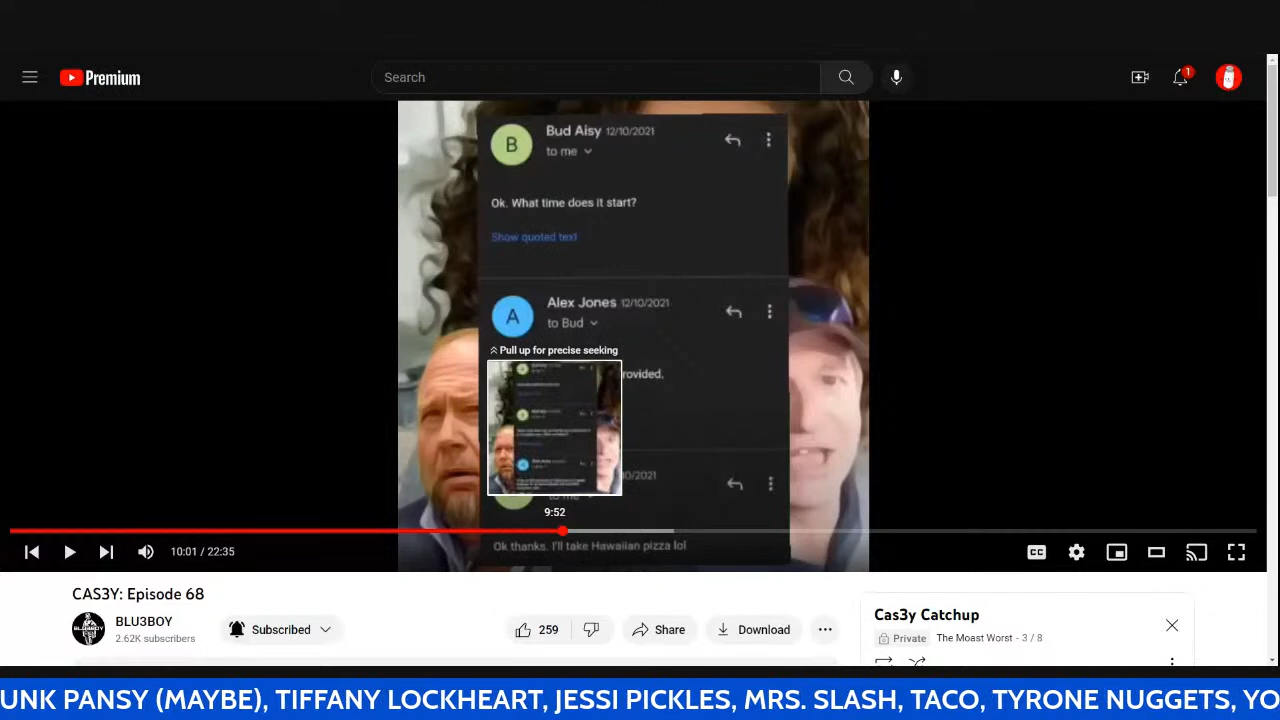 Premium
Search
1
Bud Aisy 12/10/2021
to me
B
Ok. What time does it start?
Show quoted text
Alex Jones 12/10/2021
A
to Bud
Pull up for precise seeking
rovided.
0/2021
to me
9:52
Ok thanks. I'll take Hawaiian pizza lol
10:01 / 22:35
CC
CAS3Y: Episode 68
BLU3BOY
2.62K subscribers
Subscribed
259
Share
Download
Cas3y Catchup
Private
The Moast Worst - 3 / 8
UNK PANSY (MAYBE), TIFFANY LOCKHEART, JESSI PICKLES, MRS. SLASH, TACO, TYRONE NUGGETS, YO